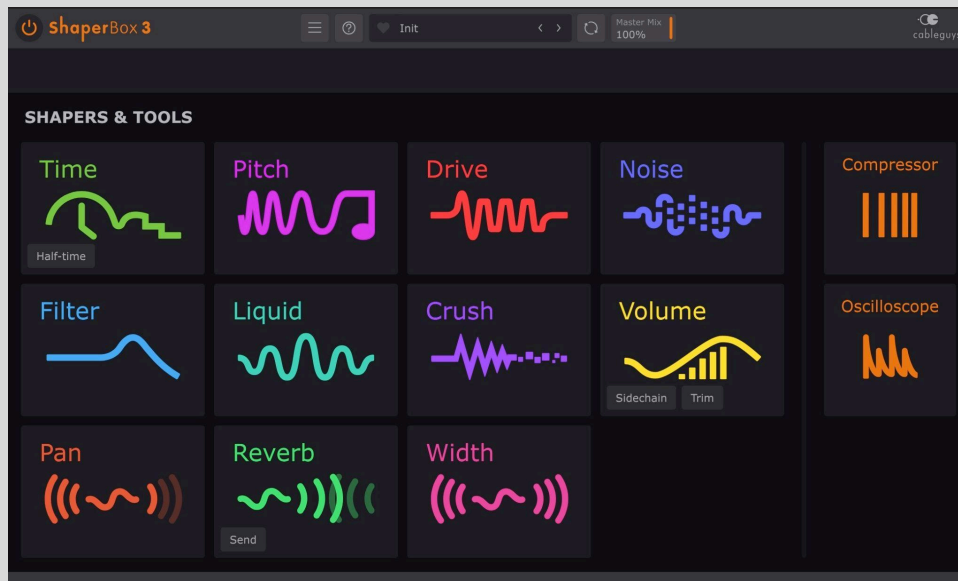 ShaperBox 3
Init
Master Mix
100%
cableguys
SHAPERS & TOOLS
Time
Half-time
Pitch
Drive
Noise
Compressor
Filter
Liquid
Crush
Volume
Sidechain
Trim
Oscilloscope
Pan
Reverb
Send
Width